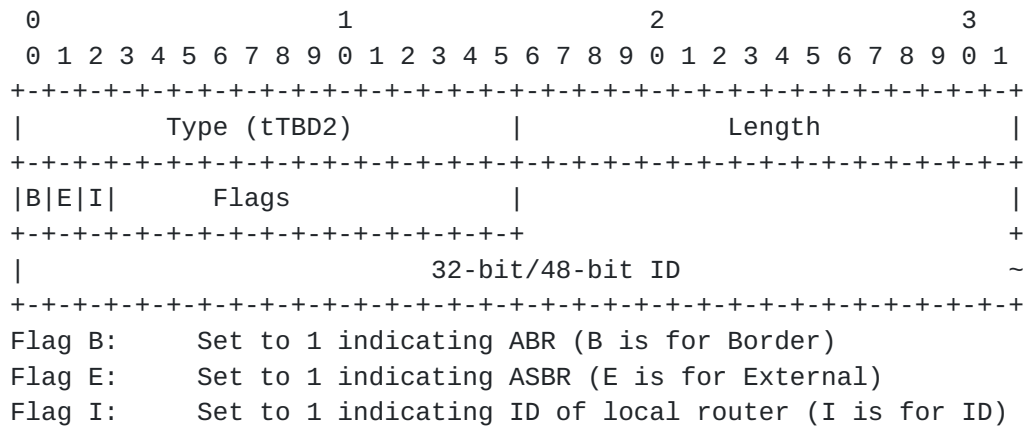 0                   1                   2                   3
 0 1 2 3 4 5 6 7 8 9 0 1 2 3 4 5 6 7 8 9 0 1 2 3 4 5 6 7 8 9 0 1
+-+-+-+-+-+-+-+-+-+-+-+-+-+-+-+-+-+-+-+-+-+-+-+-+-+-+-+-+-+-+-+-+
|         Type (tTBD2)          |             Length            |
+-+-+-+-+-+-+-+-+-+-+-+-+-+-+-+-+-+-+-+-+-+-+-+-+-+-+-+-+-+-+-+-+
|B|E|I|      Flags              |                               |
+-+-+-+-+-+-+-+-+-+-+-+-+-+-+-+-+                               +
|                          32-bit/48-bit ID                     ~
+-+-+-+-+-+-+-+-+-+-+-+-+-+-+-+-+-+-+-+-+-+-+-+-+-+-+-+-+-+-+-+-+
Flag B:     Set to 1 indicating ABR (B is for Border)
Flag E:     Set to 1 indicating ASBR (E is for External)
Flag I:     Set to 1 indicating ID of local router (I is for ID)